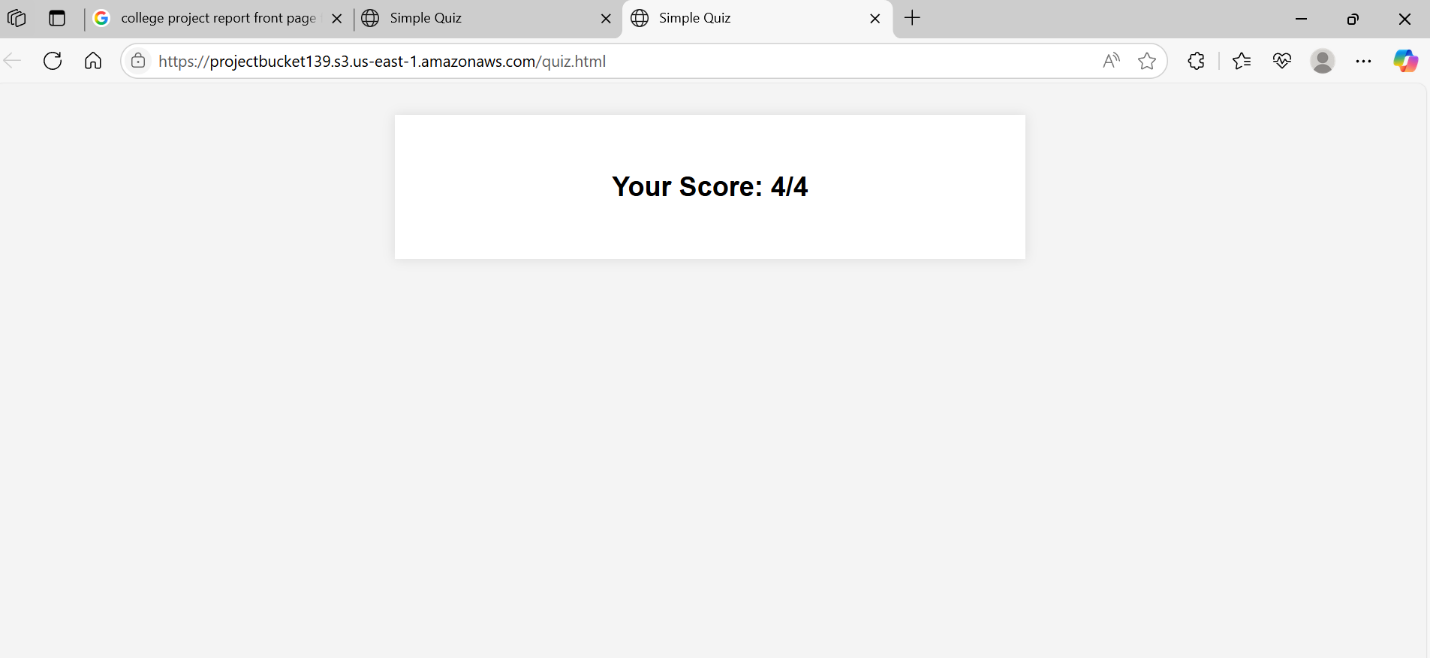 college project report front page
Simple Quiz
Simple Quiz
https://projectbucket139.s3.us-east-1.amazonaws.com/quiz.html
Your Score: 4/4